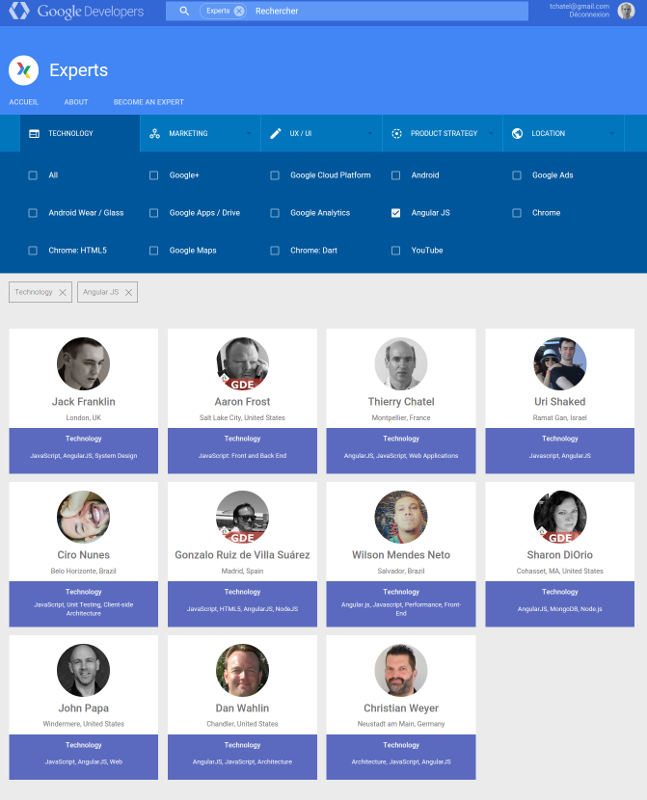 Google Developers
Experts
Rechercher
tchatel@gmail.com
Déconnexion
Experts
ACCUEIL
ABOUT
BECOME AN EXPERT
TECHNOLOGY
MARKETING
UX / UI
PRODUCT STRATEGY
LOCATION
All
Google+
Google Cloud Platform
Android
Google Ads
Android Wear / Glass
Google Apps / Drive
Google Analytics
Angular JS
Chrome
Chrome: HTML5
Google Maps
Chrome: Dart
YouTube
Technology
Angular JS
Jack Franklin
London, UK
Technology
JavaScript, AngularJS, System Design
GDE
Aaron Frost
Salt Lake City, United States
Technology
JavaScript: Front and Back End
Thierry Chatel
Montpellier, France
Technology
AngularJS, JavaScript, Web Applications
Uri Shaked
Ramat Gan, Israel
Technology
Javascript, AngularJS
Ciro Nunes
Belo Horizonte, Brazil
Technology
JavaScript, Unit Testing, Client-side
Architecture
GDE
Gonzalo Ruiz de Villa Suárez
Madrid, Spain
Technology
JavaScript, HTML5, AngularJS, NodeJS
Wilson Mendes Neto
Salvador, Brazil
Technology
Angular.js, Javascript, Performance, Front-
End
GDE
Sharon DiOrio
Cohasset, MA, United States
Technology
AngularJS, MongoDB, Node.js
John Papa
Windermere, United States
Technology
JavaScript, AngularJS, Web
Dan Wahlin
Chandler, United States
Technology
AngularJS, JavaScript, Architecture
Christian Weyer
Neustadt am Main, Germany
Technology
Architecture, JavaScript, AngularJS